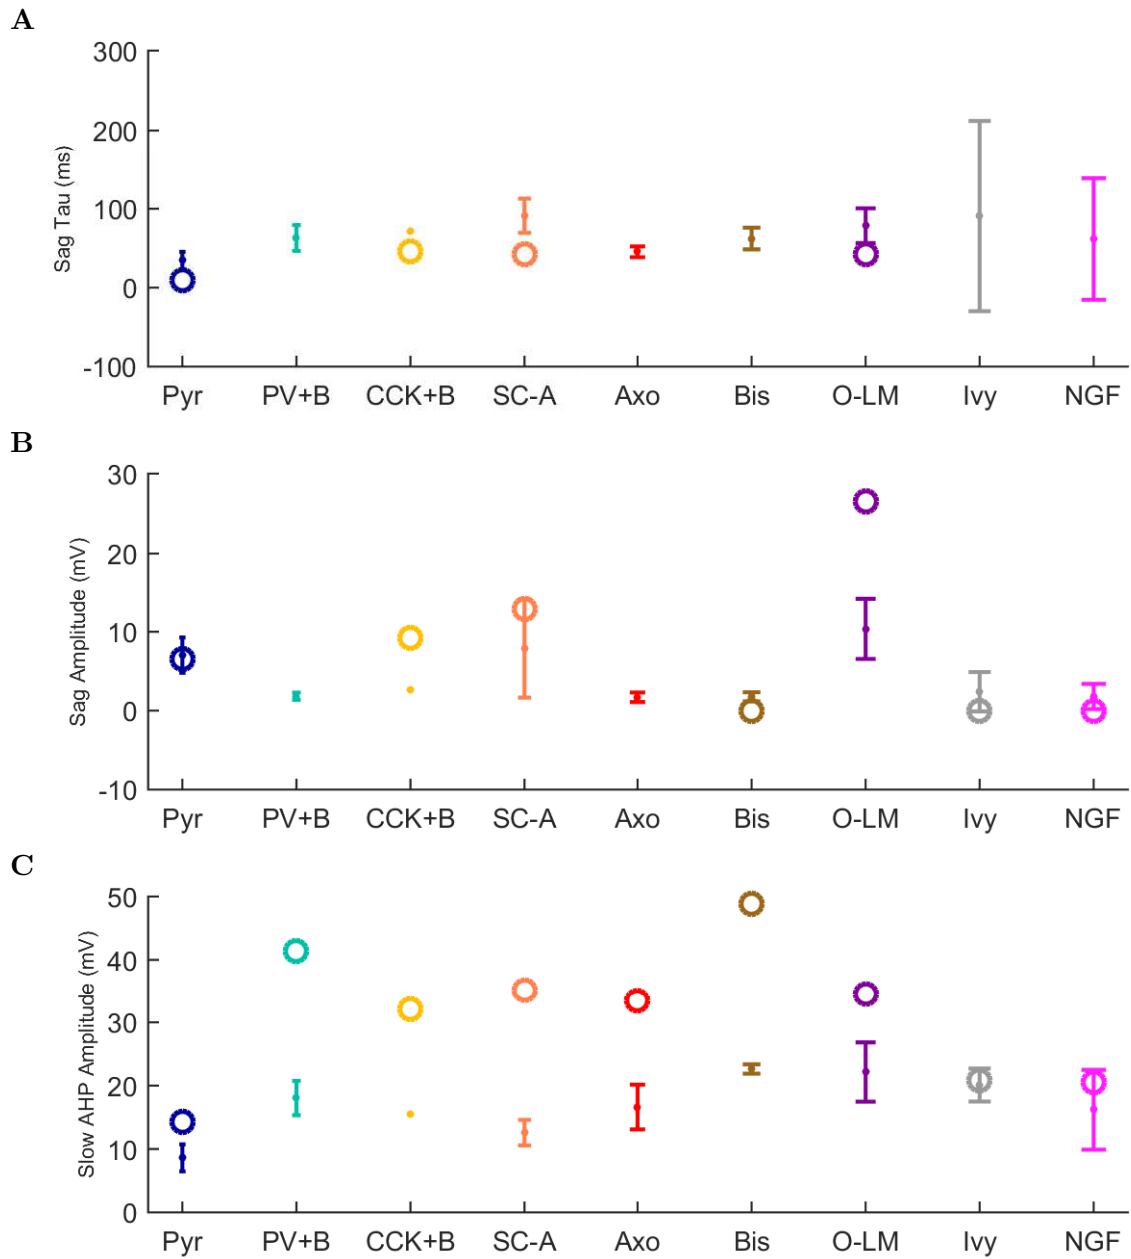 A
300
200
100
0
-100
Sag Tau (ms)
Pyr PV+B CCK+B SC-A Axo Bis O-LM Ivy NGF
B
30
20
10
0
-10
Sag Amplitude (mV)
Pyr PV+B CCK+B SC-A Axo Bis O-LM Ivy NGF
C
50
40
30
20
10
0
Slow AHP Amplitude (mV)
Pyr PV+B CCK+B SC-A Axo Bis O-LM Ivy NGF